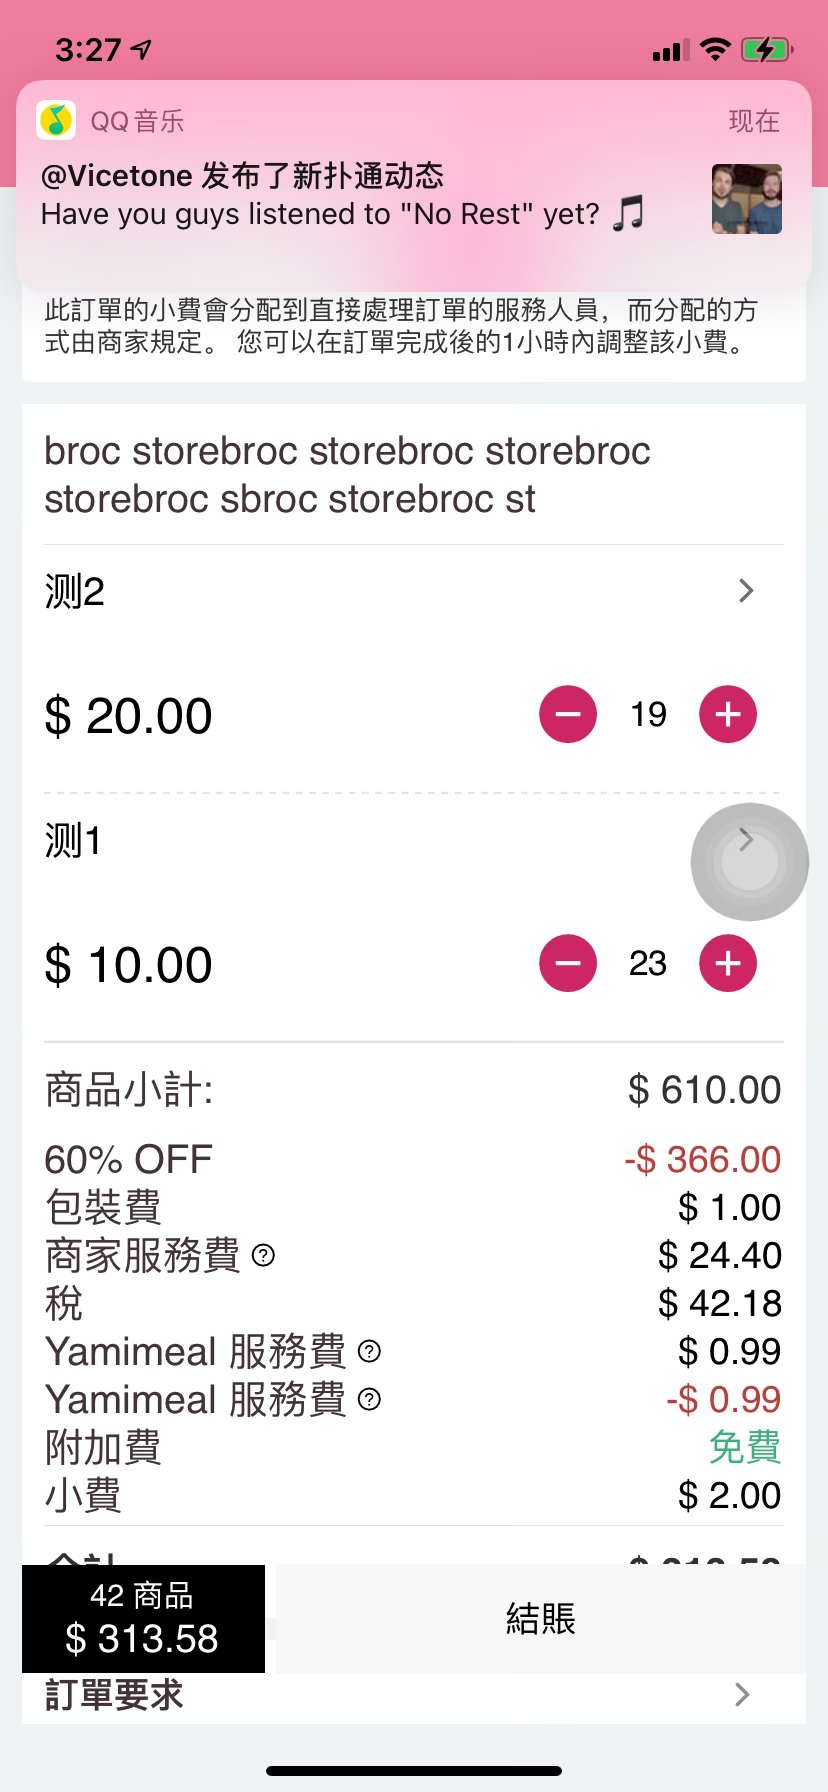 3:27
QQ音乐
现在
@Vicetone 发布了新扑通动态
Have you guys listened to "No Rest" yet? 🎵
此訂單的小費會分配到直接處理訂單的服務人員，而分配的方
式由商家規定。 您可以在訂單完成後的1小時內調整該小費。
broc storebroc storebroc storebroc
storebroc sbroc storebroc st
测2
$ 20.00
19
测1
$ 10.00
23
商品小計: $ 610.00
60% OFF -$ 366.00
包裝費 $ 1.00
商家服務費 $ 24.40
稅 $ 42.18
Yamimeal 服務費 $ 0.99
Yamimeal 服務費 -$ 0.99
附加費 免費
小費 $ 2.00
42 商品
$ 313.58
結賬
訂單要求